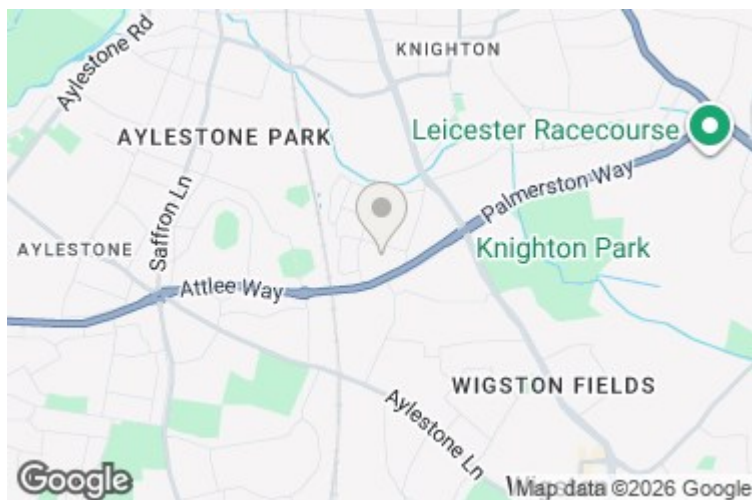 Aylestone Rd
KNIGHTON
AYLESTONE PARK
Leicester Racecourse
Saffron Ln
Palmerston Way
AYLESTONE
Knighton Park
Attlee Way
WIGSTON FIELDS
Aylestone Ln
Google
Map data ©2026 Google